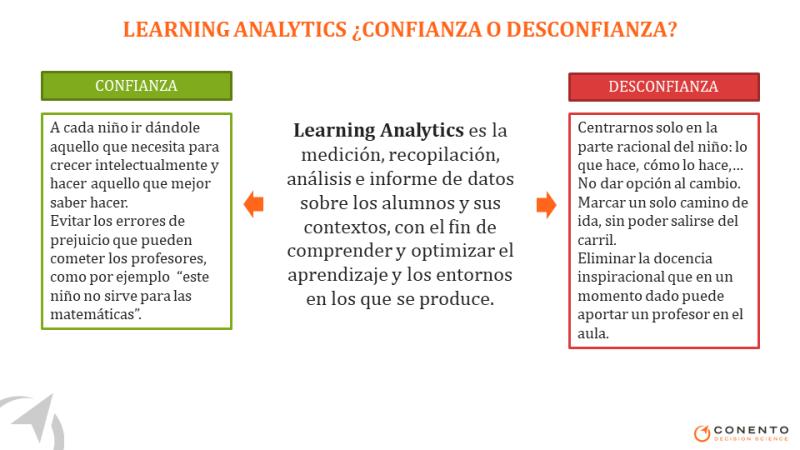 LEARNING ANALYTICS ¿CONFIANZA O DESCONFIANZA?
CONFIANZA
A cada niño ir dándole
aquello que necesita para
crecer intelectualmente y
hacer aquello que mejor
saber hacer.
Evitar los errores de
prejuicio que pueden
cometer los profesores,
como por ejemplo “este
niño no sirve para las
matemáticas”.
Learning Analytics es la
medición, recopilación,
análisis e informe de datos
sobre los alumnos y sus
contextos, con el fin de
comprender y optimizar el
aprendizaje y los entornos
en los que se produce.
DESCONFIANZA
Centrarnos solo en la
parte racional del niño: lo
que hace, cómo lo hace,...
No dar opción al cambio.
Marcar un solo camino de
ida, sin poder salirse del
carril.
Eliminar la docencia
inspiracional que en un
momento dado puede
aportar un profesor en el
aula.
CONENTO
DECISION SCIENCE